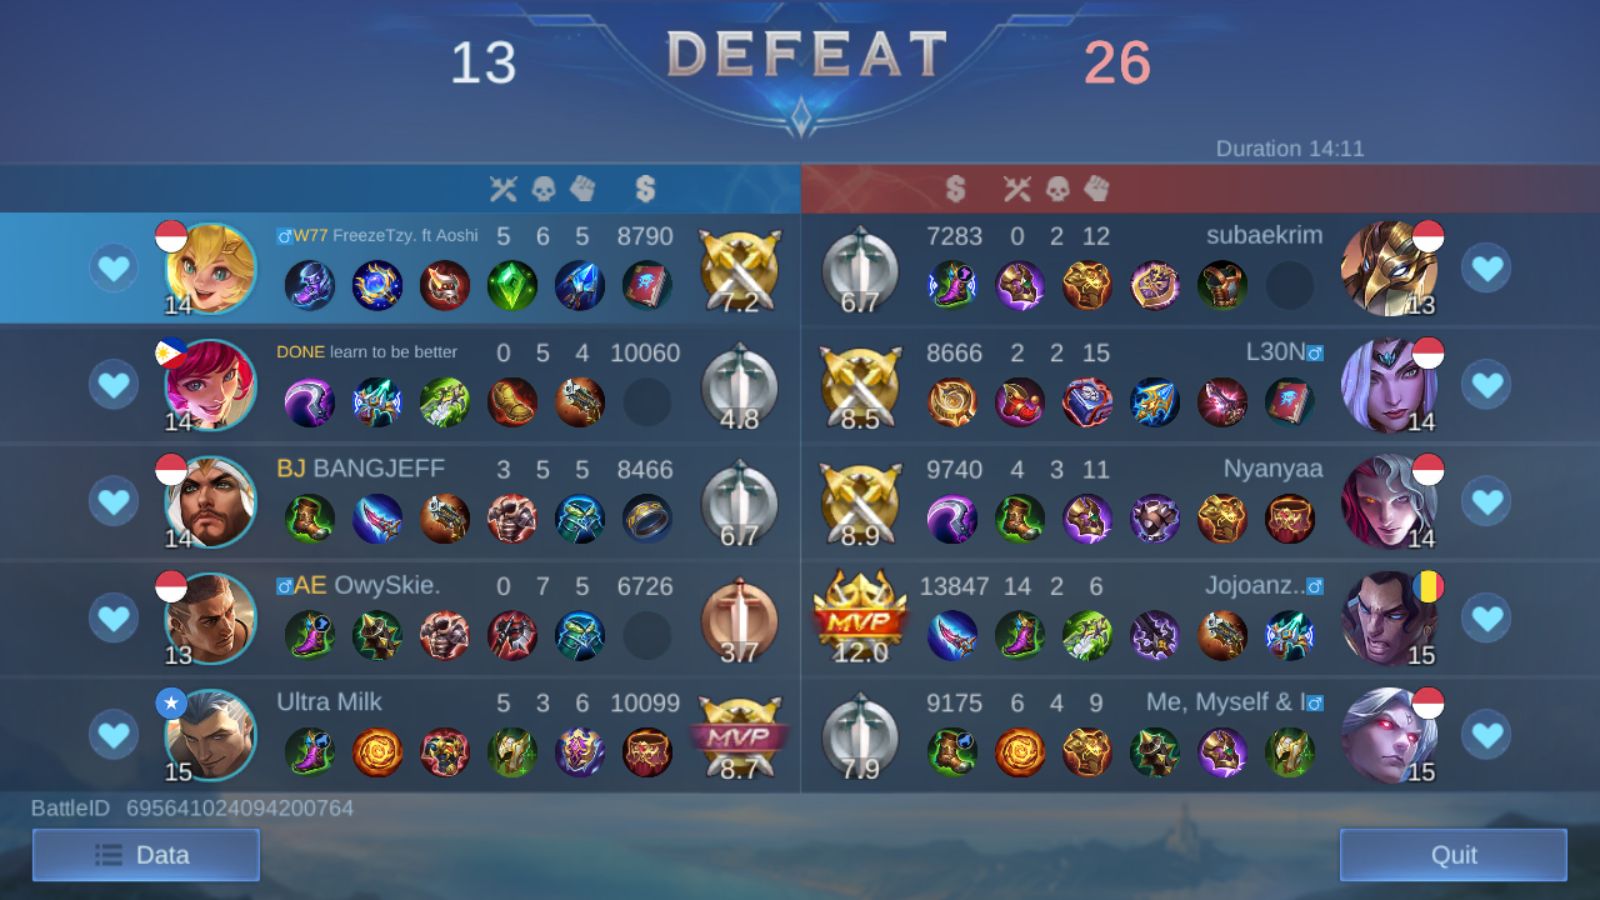 13 DEFEAT 26
Duration 14:11
W77 FreezeTzy. ft Aoshi 5 6 5 8790
14 7.2
7283 0 2 12 subaekrim
6.7 13
DONE learn to be better 0 5 4 10060
14 4.8
8666 2 2 15 L30N
8.5 14
BJ BANGJEFF 3 5 5 8466
14 6.7
9740 4 3 11 Nyanyaa
8.9 14
AE OwySkie. 0 7 5 6726
13 3.7
13847 14 2 6 Jojoanz..
MVP
12.0 15
Ultra Milk 5 3 6 10099
MVP
15 8.7
9175 6 4 9 Me, Myself & I
7.9 15
BattleID 695641024094200764
Data
Quit